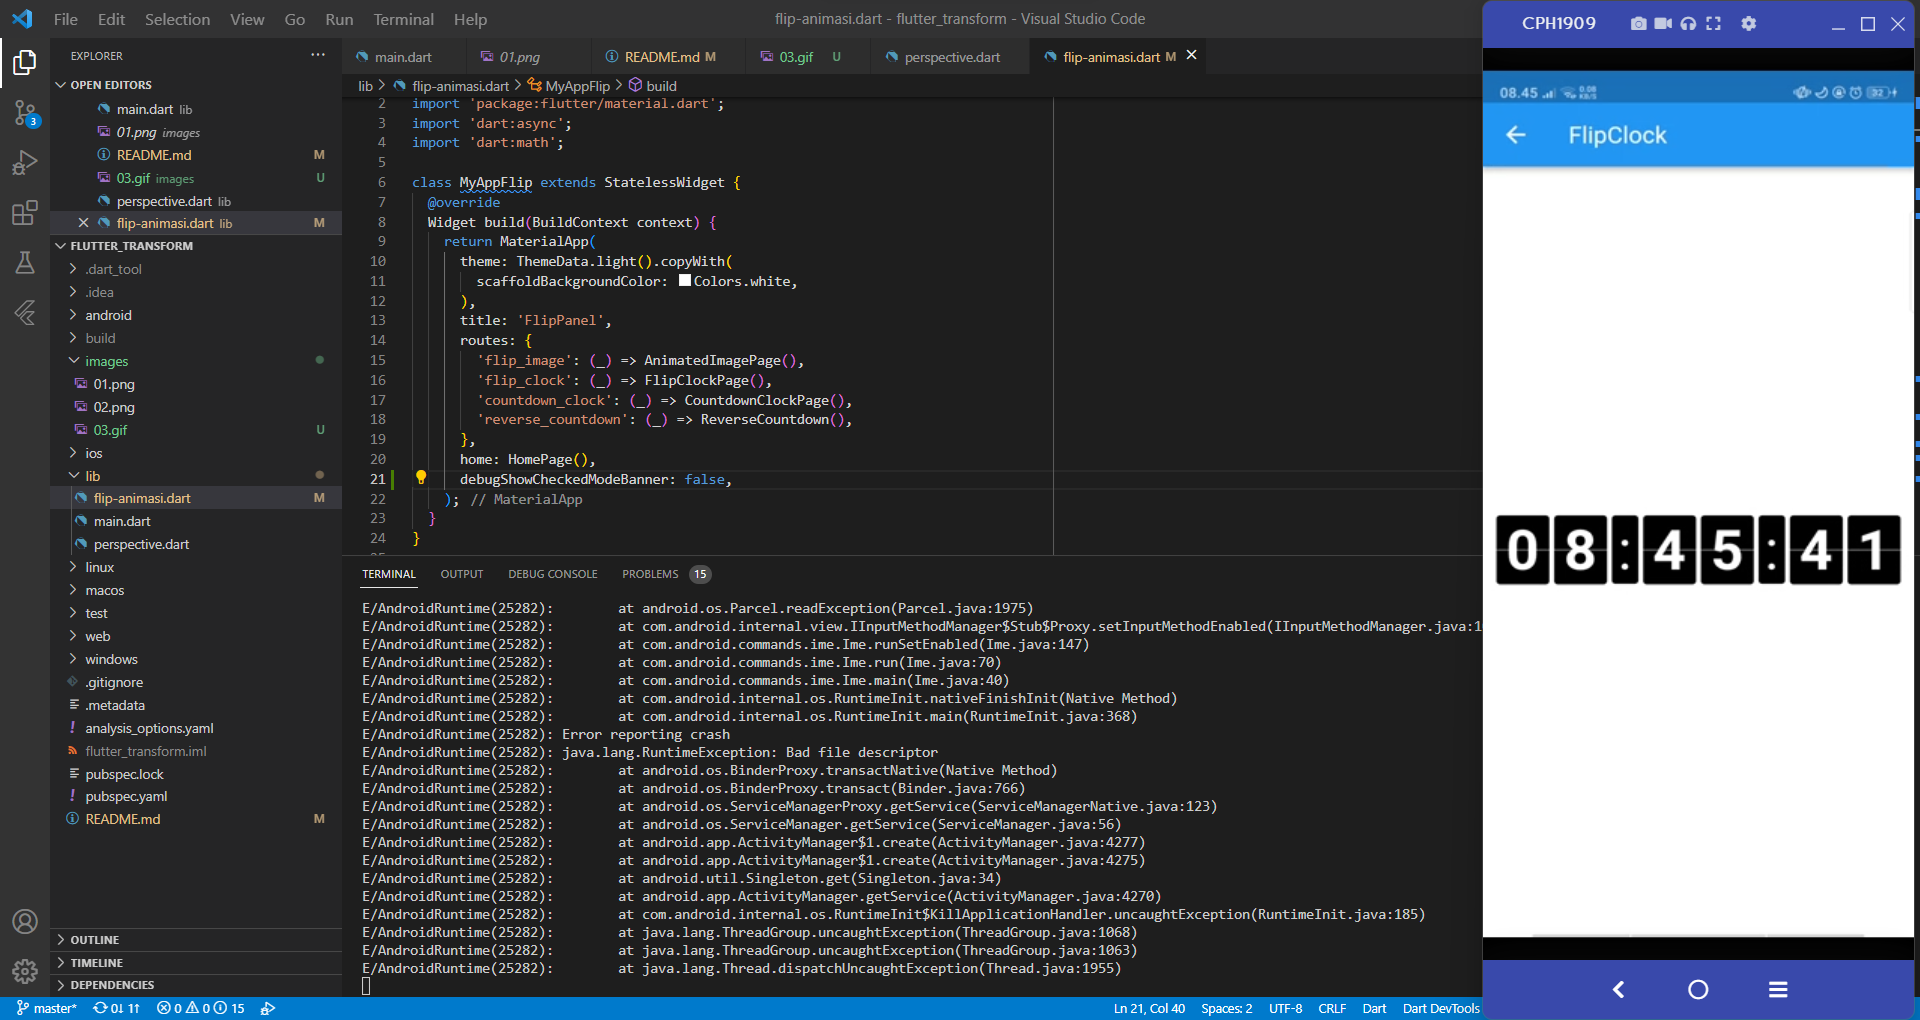 File Edit Selection View Go Run Terminal Help
flip-animasi.dart - flutter_transform - Visual Studio Code
EXPLORER
OPEN EDITORS
main.dart lib
01.png images
README.md M
03.gif images U
perspective.dart lib
flip-animasi.dart lib M
FLUTTER_TRANSFORM
.dart_tool
.idea
android
build
images
01.png
02.png
03.gif U
ios
lib
flip-animasi.dart M
main.dart
perspective.dart
linux
macos
test
web
windows
.gitignore
.metadata
analysis_options.yaml
flutter_transform.iml
pubspec.lock
pubspec.yaml
README.md M
OUTLINE
TIMELINE
DEPENDENCIES
3
main.dart 01.png README.md M 03.gif U perspective.dart flip-animasi.dart M
lib > flip-animasi.dart > MyAppFlip > build
2 import 'package:flutter/material.dart';
3 import 'dart:async';
4 import 'dart:math';
5
6 class MyAppFlip extends StatelessWidget {
7 @override
8 Widget build(BuildContext context) {
9 return MaterialApp(
10 theme: ThemeData.light().copyWith(
11 scaffoldBackgroundColor: Colors.white,
12 ),
13 title: 'FlipPanel',
14 routes: {
15 'flip_image': (_) => AnimatedImagePage(),
16 'flip_clock': (_) => FlipClockPage(),
17 'countdown_clock': (_) => CountdownClockPage(),
18 'reverse_countdown': (_) => ReverseCountdown(),
19 },
20 home: HomePage(),
21 debugShowCheckedModeBanner: false,
22 ); // MaterialApp
23 }
24 }
TERMINAL OUTPUT DEBUG CONSOLE PROBLEMS 15
E/AndroidRuntime(25282): at android.os.Parcel.readException(Parcel.java:1975)
E/AndroidRuntime(25282): at com.android.internal.view.IInputMethodManager$Stub$Proxy.setInputMethodEnabled(IInputMethodManager.java:1
E/AndroidRuntime(25282): at com.android.commands.ime.Ime.runSetEnabled(Ime.java:147)
E/AndroidRuntime(25282): at com.android.commands.ime.Ime.run(Ime.java:70)
E/AndroidRuntime(25282): at com.android.commands.ime.Ime.main(Ime.java:40)
E/AndroidRuntime(25282): at com.android.internal.os.RuntimeInit.nativeFinishInit(Native Method)
E/AndroidRuntime(25282): at com.android.internal.os.RuntimeInit.main(RuntimeInit.java:368)
E/AndroidRuntime(25282): Error reporting crash
E/AndroidRuntime(25282): java.lang.RuntimeException: Bad file descriptor
E/AndroidRuntime(25282): at android.os.BinderProxy.transactNative(Native Method)
E/AndroidRuntime(25282): at android.os.BinderProxy.transact(Binder.java:766)
E/AndroidRuntime(25282): at android.os.ServiceManagerProxy.getService(ServiceManagerNative.java:123)
E/AndroidRuntime(25282): at android.os.ServiceManager.getService(ServiceManager.java:56)
E/AndroidRuntime(25282): at android.app.ActivityManager$1.create(ActivityManager.java:4277)
E/AndroidRuntime(25282): at android.app.ActivityManager$1.create(ActivityManager.java:4275)
E/AndroidRuntime(25282): at android.util.Singleton.get(Singleton.java:34)
E/AndroidRuntime(25282): at android.app.ActivityManager.getService(ActivityManager.java:4270)
E/AndroidRuntime(25282): at com.android.internal.os.RuntimeInit$KillApplicationHandler.uncaughtException(RuntimeInit.java:185)
E/AndroidRuntime(25282): at java.lang.ThreadGroup.uncaughtException(ThreadGroup.java:1068)
E/AndroidRuntime(25282): at java.lang.ThreadGroup.uncaughtException(ThreadGroup.java:1063)
E/AndroidRuntime(25282): at java.lang.Thread.dispatchUncaughtException(Thread.java:1955)
master* 0↓ 1↑ 0 0 15
Ln 21, Col 40 Spaces: 2 UTF-8 CRLF Dart Dart DevTools
CPH1909
08.45 0.08 KB/S 32
FlipClock
08:45:41